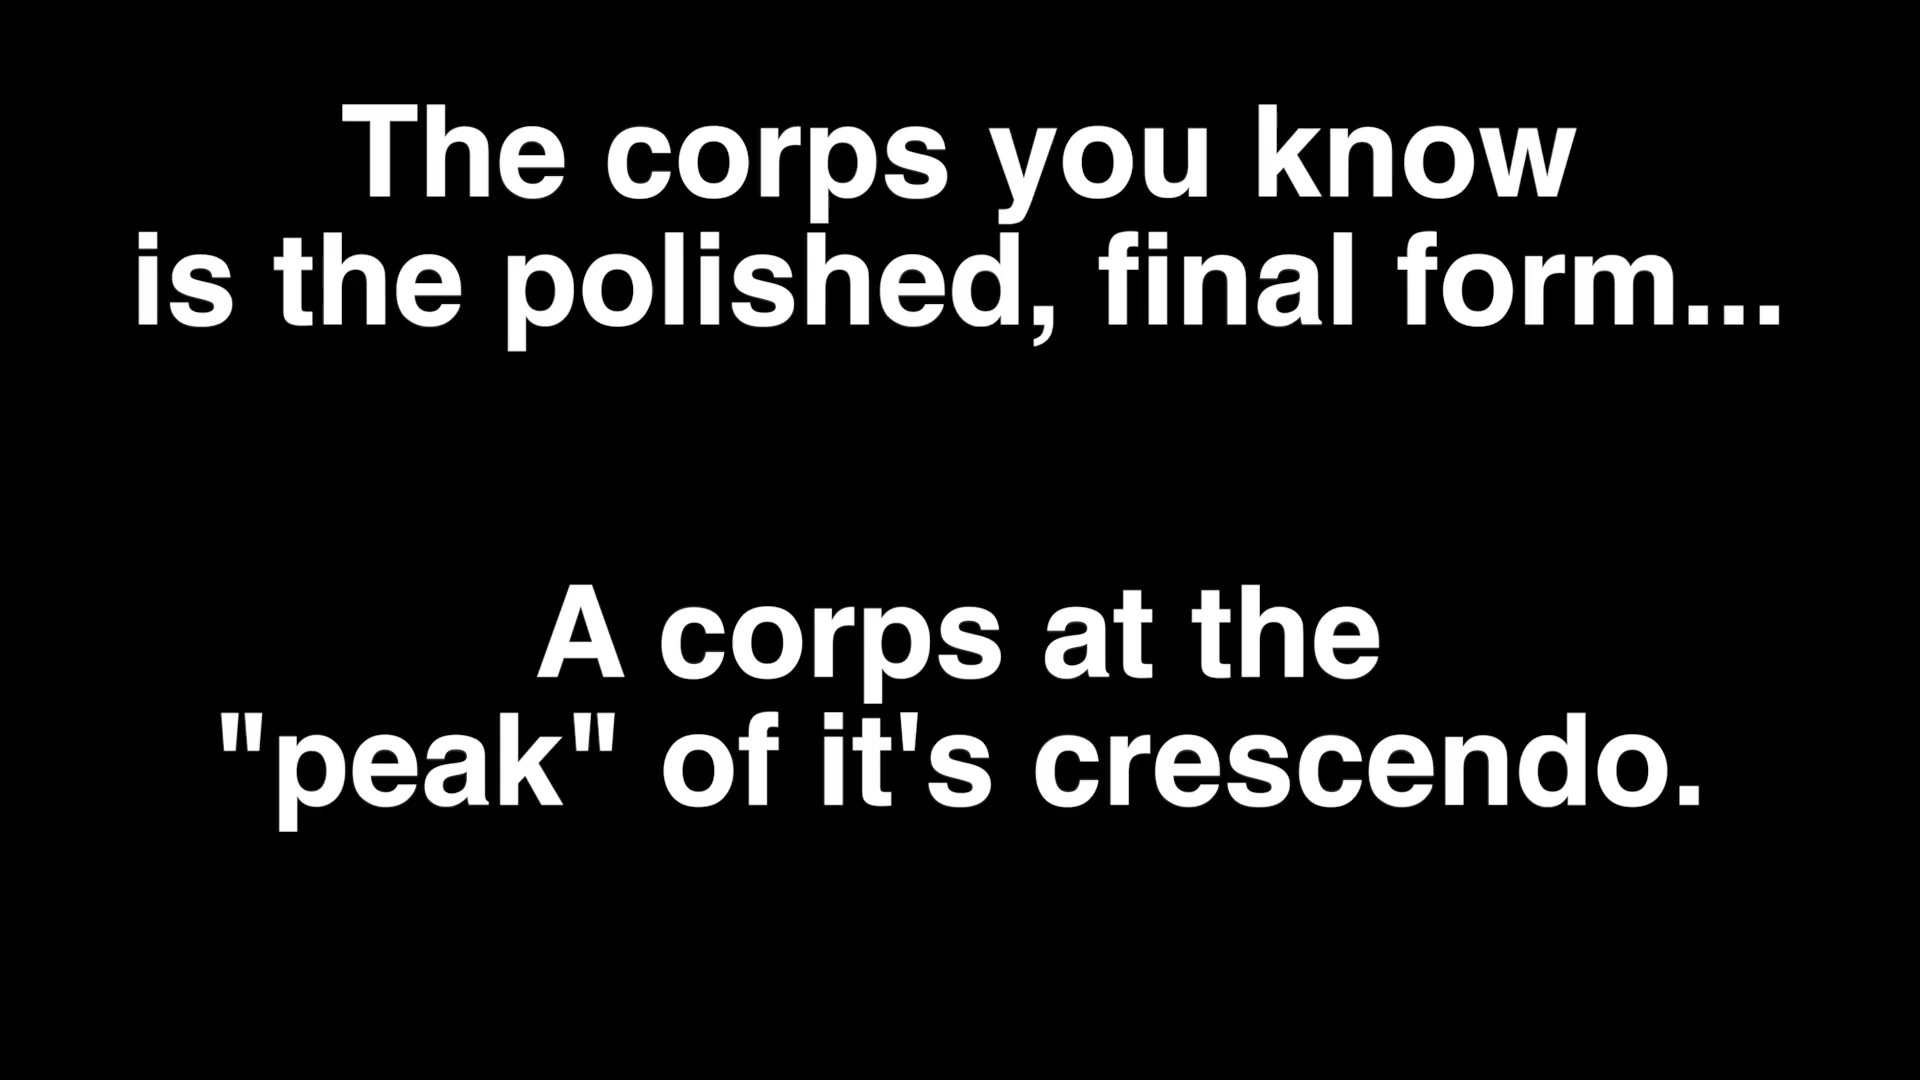 The corps you know
is the polished, final form...
A corps at the
"peak" of it's crescendo.